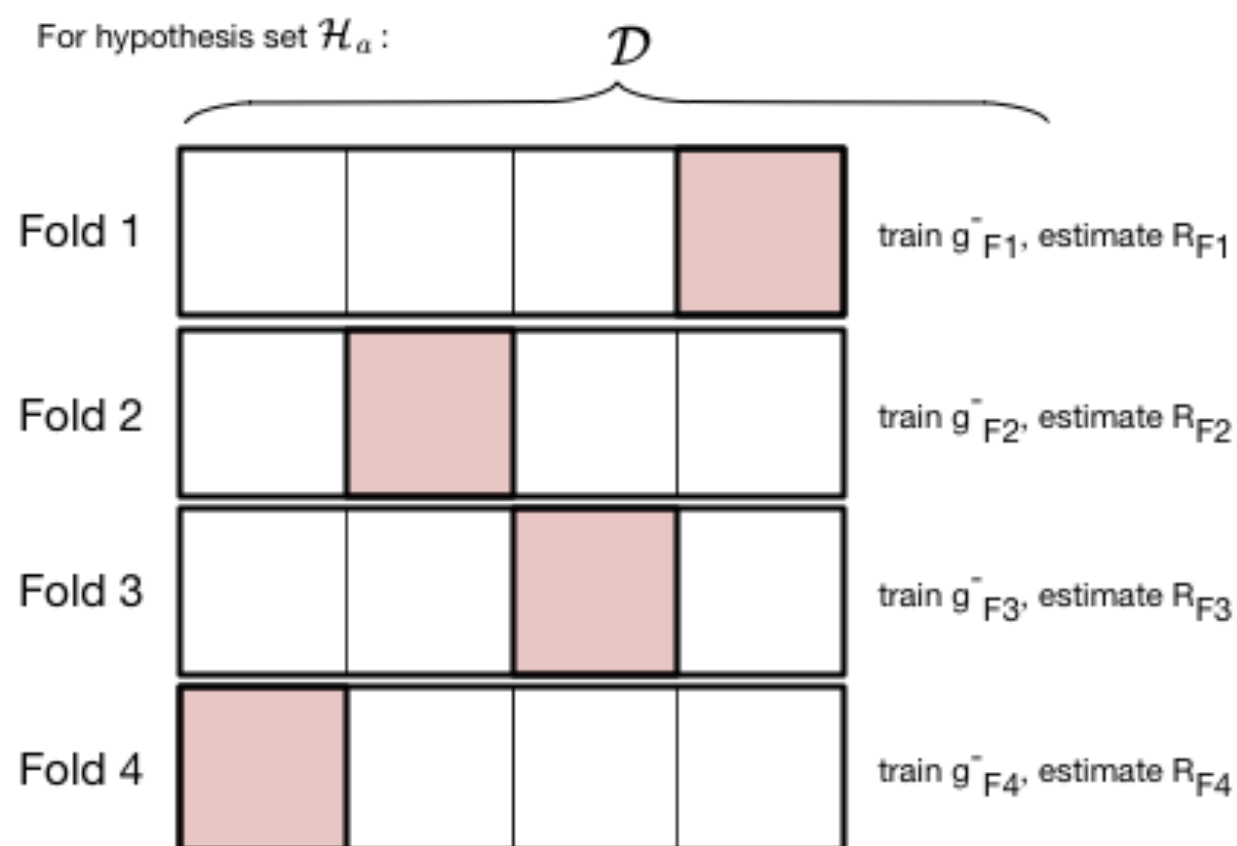 For hypothesis set ℋₐ:
𝒟
Fold 1 train g⁻F1, estimate RF1
Fold 2 train g⁻F2, estimate RF2
Fold 3 train g⁻F3, estimate RF3
Fold 4 train g⁻F4, estimate RF4